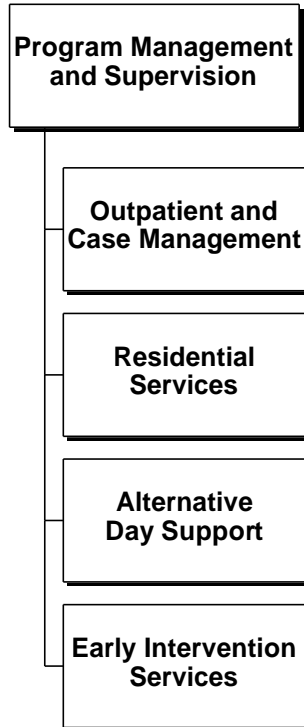 Program Management
and Supervision
Outpatient and
Case Management
Residential
Services
Alternative
Day Support
Early Intervention
Services